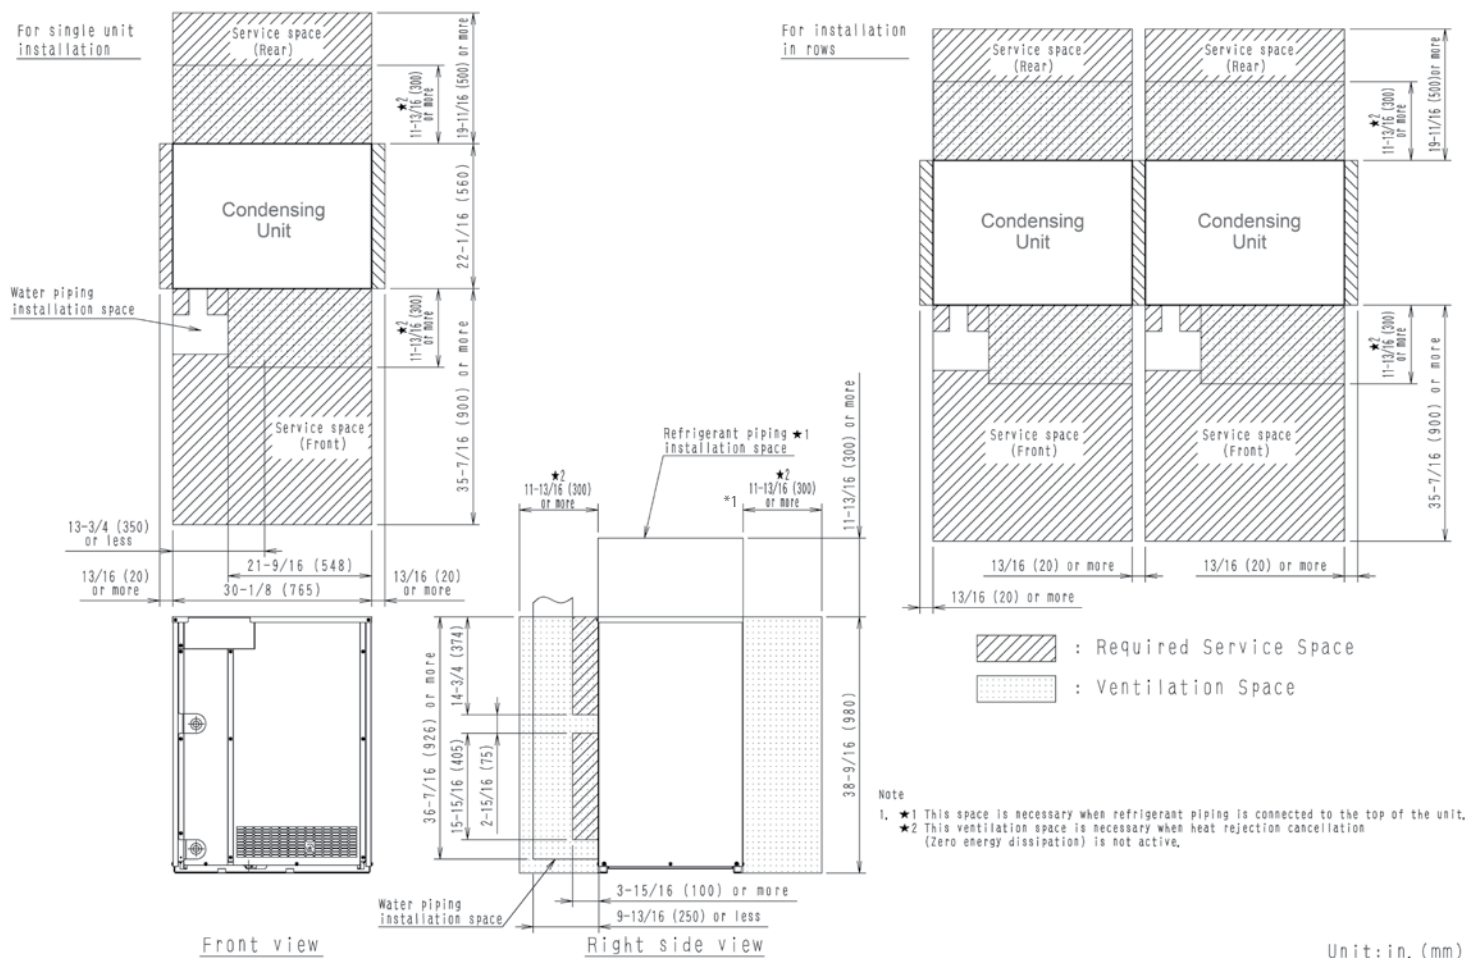 For single unit
installation
Service space
(Rear)
★2
11-13/16 (300)
or more
19-11/16 (500) or more
Condensing
Unit
22-1/16 (560)
Water piping
installation space
★2
11-13/16 (300)
or more
35-7/16 (900) or more
Service space
(Front)
13-3/4 (350)
or less
21-9/16 (548)
13/16 (20)
or more
30-1/8 (765)
13/16 (20)
or more
Front view
Refrigerant piping ★1
installation space
★2
11-13/16 (300)
or more
*1
★2
11-13/16 (300)
or more
11-13/16 (300) or more
36-7/16 (926) or more
14-3/4 (374)
15-15/16 (405)
2-15/16 (75)
38-9/16 (980)
Water piping
installation space
3-15/16 (100) or more
9-13/16 (250) or less
Right side view
For installation
in rows
Service space
(Rear)
Service space
(Rear)
★2
11-13/16 (300)
or more
19-11/16 (500)or more
Condensing
Unit
Condensing
Unit
★2
11-13/16 (300)
or more
35-7/16 (900) or more
Service space
(Front)
Service space
(Front)
13/16 (20) or more
13/16 (20) or more
13/16 (20) or more
: Required Service Space
: Ventilation Space
Note
1. ★1 This space is necessary when refrigerant piping is connected to the top of the unit.
★2 This ventilation space is necessary when heat rejection cancellation
(Zero energy dissipation) is not active.
Unit:in.(mm)